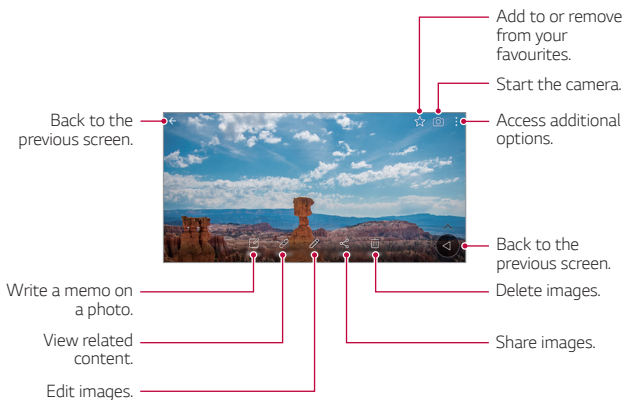 Add to or remove
from your
favourites.
Start the camera.
Back to the
previous screen.
Access additional
options.
Back to the
previous screen.
Write a memo on
a photo.
Delete images.
View related
content.
Share images.
Edit images.